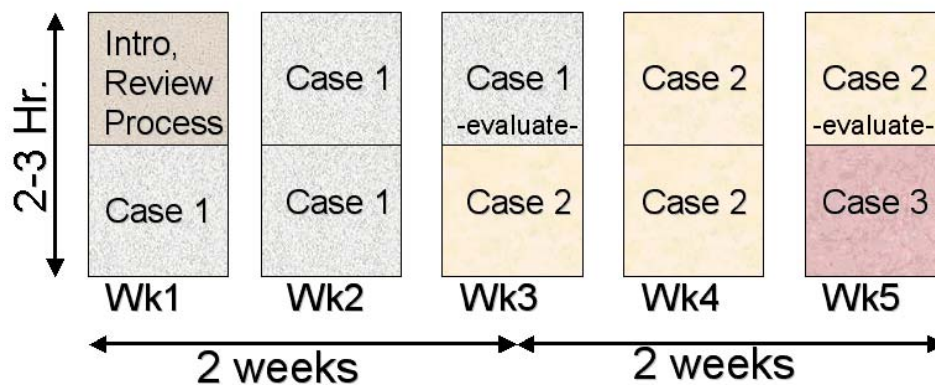 2-3 Hr.
Intro,
Review
Process
Case 1
Wk1
Case 1
Case 1
Wk2
Case 1
-evaluate-
Case 2
Wk3
Case 2
Case 2
Wk4
Case 2
-evaluate-
Case 3
Wk5
2 weeks
2 weeks